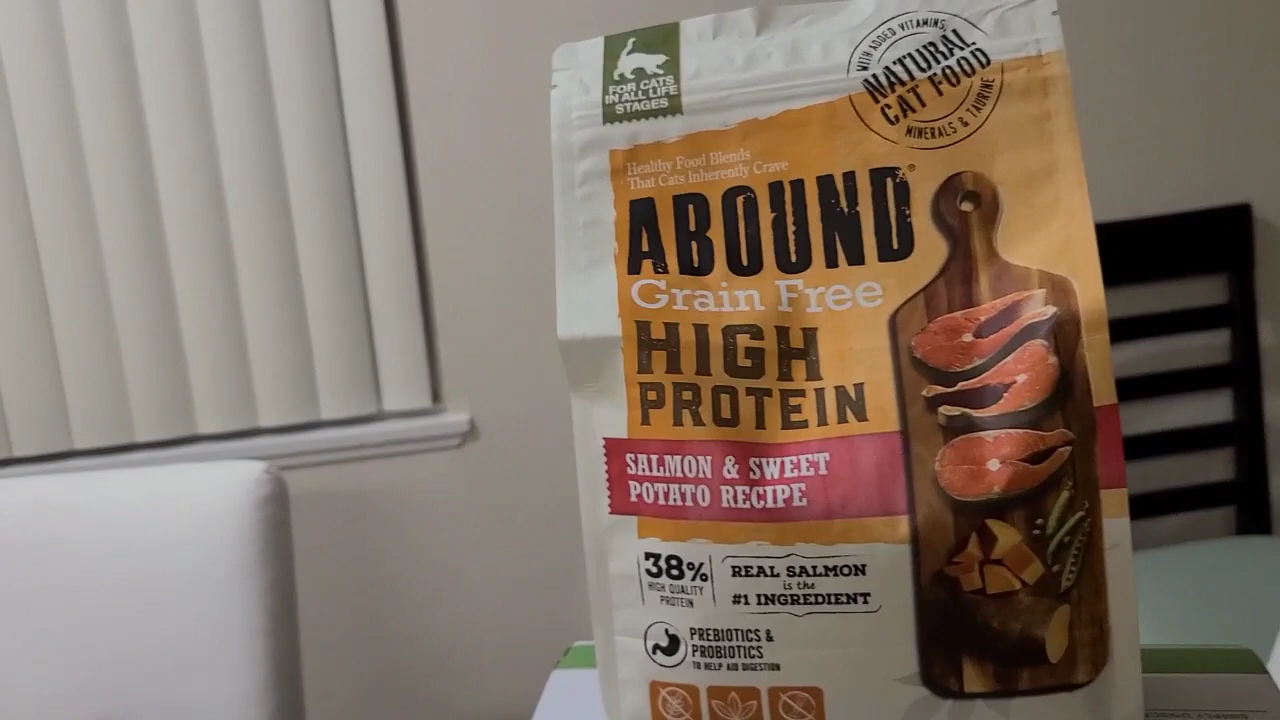 FOR CATS
IN ALL LIFE
STAGES
WITH ADDED VITAMINS,
NATURAL
CAT FOOD
MINERALS & TAURINE
Healthy Food Blends
That Cats Inherently Crave
ABOUND®
Grain Free
HIGH
PROTEIN
SALMON & SWEET
POTATO RECIPE
38%
HIGH QUALITY
PROTEIN
REAL SALMON
is the
#1 INGREDIENT
PREBIOTICS &
PROBIOTICS
TO HELP AID DIGESTION